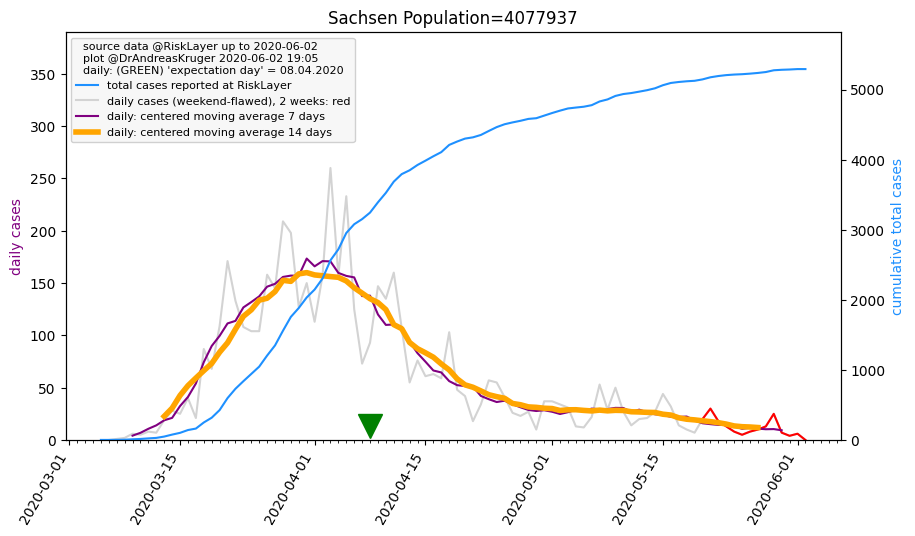 Sachsen Population=4077937
source data @RiskLayer up to 2020-06-02
plot @DrAndreasKruger 2020-06-02 19:05
daily: (GREEN) 'expectation day' = 08.04.2020
total cases reported at RiskLayer
daily cases (weekend-flawed), 2 weeks: red
daily: centered moving average 7 days
daily: centered moving average 14 days
daily cases
350
300
250
200
150
100
50
0
5000
4000
3000
2000
1000
0
cumulative total cases
2020-03-01
2020-03-15
2020-04-01
2020-04-15
2020-05-01
2020-05-15
2020-06-01